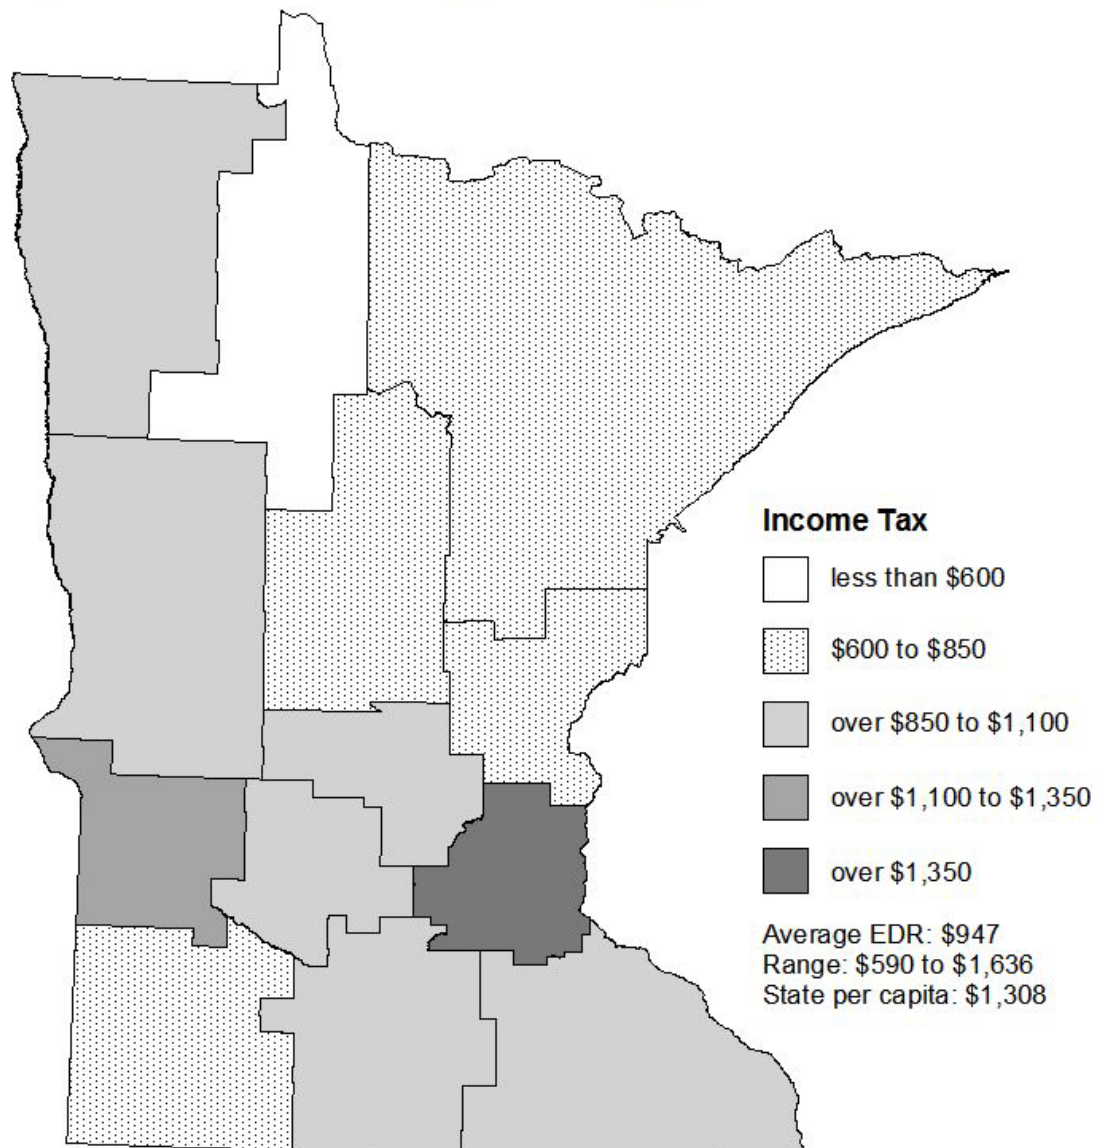 Income Tax
less than $600
$600 to $850
over $850 to $1,100
over $1,100 to $1,350
over $1,350
Average EDR: $947
Range: $590 to $1,636
State per capita: $1,308